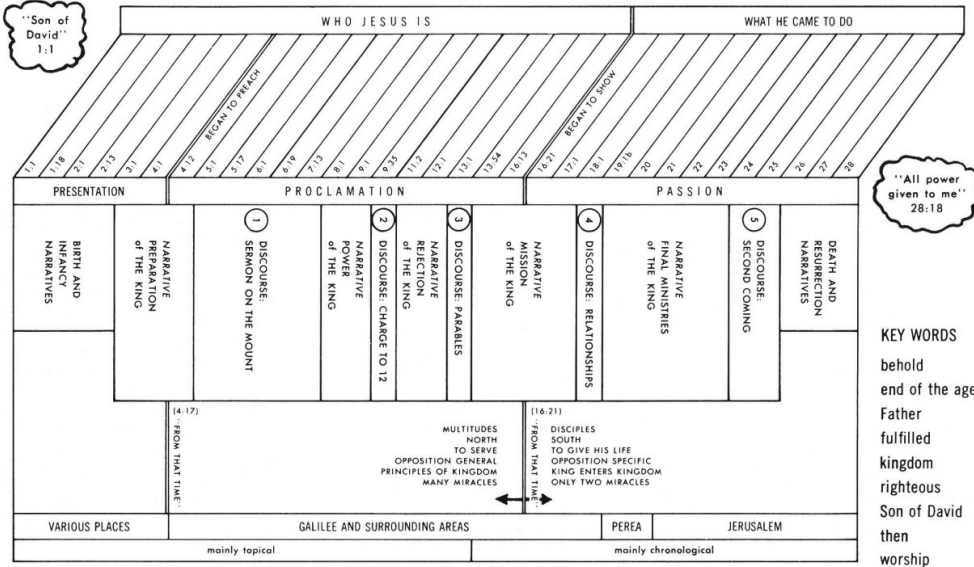 "Son of
David"
1:1
WHO JESUS IS
WHAT HE CAME TO DO
BEGAN TO PREACH
BEGAN TO SHOW
1:1
1:18
2:1
2:13
3:1
4:1
4:12
5:1
5:17
6:1
6:19
7:13
8:1
9:1
9:35
11:2
12:1
13:1
13:54
16:13
16:21
17:1
18:1
19:1b
20
21
22
23
25
26
27
28
"All power
given to me"
28:18
PRESENTATION
PROCLAMATION
PASSION
BIRTH AND
INFANCY
NARRATIVES
NARRATIVE
PREPARATION
of THE KING
1
DISCOURSE:
SERMON ON THE MOUNT
NARRATIVE
POWER
of THE KING
2
DISCOURSE: CHARGE TO 12
NARRATIVE
REJECTION
of THE KING
3
DISCOURSE: PARABLES
NARRATIVE
MISSION
of THE KING
4
DISCOURSE: RELATIONSHIPS
NARRATIVE
FINAL MINISTRIES
of THE KING
5
DISCOURSE:
SECOND COMING
DEATH AND
RESURRECTION
NARRATIVES
(4:17)
"FROM THAT TIME"
MULTITUDES
NORTH
TO SERVE
OPPOSITION GENERAL
PRINCIPLES OF KINGDOM
MANY MIRACLES
(16:21)
"FROM THAT TIME"
DISCIPLES
SOUTH
TO GIVE HIS LIFE
OPPOSITION SPECIFIC
KING ENTERS KINGDOM
ONLY TWO MIRACLES
KEY WORDS
behold
end of the age
Father
fulfilled
kingdom
righteous
Son of David
then
worship
VARIOUS PLACES
GALILEE AND SURROUNDING AREAS
PEREA
JERUSALEM
mainly topical
mainly chronological